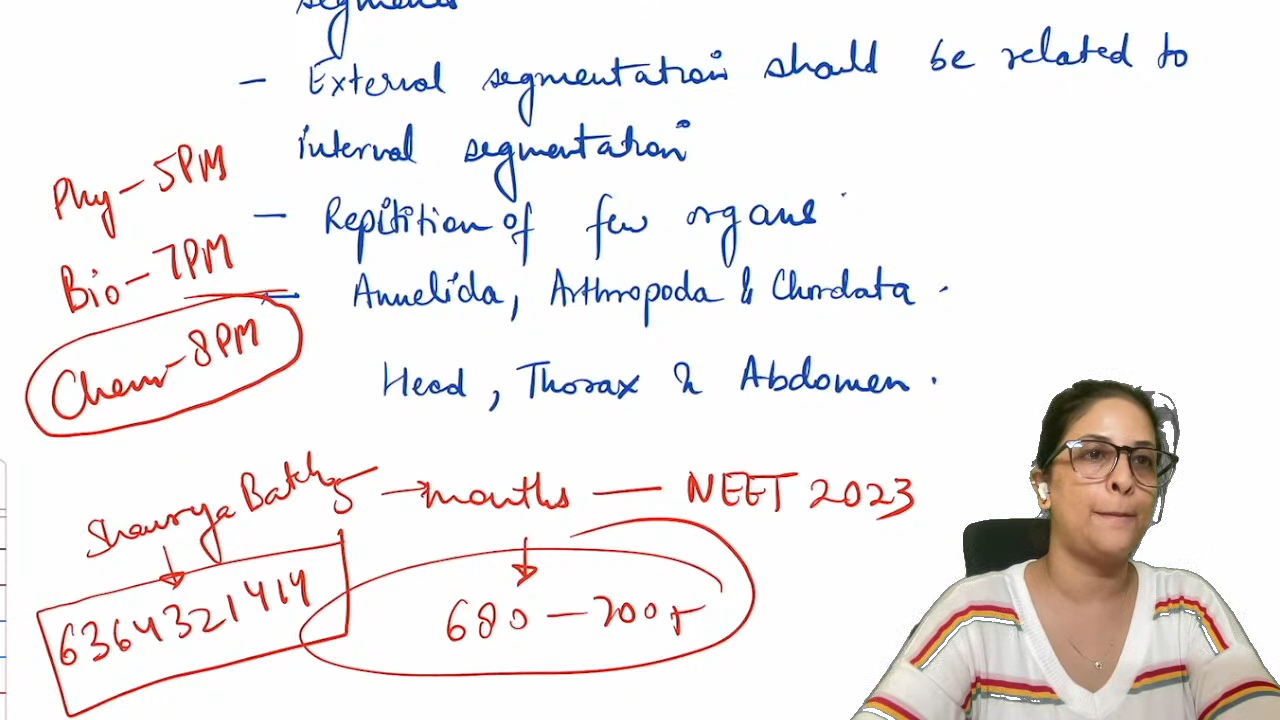 segments
- External segmentation should be related to
internal segmentation
- Repitition of few organs
- Annelida, Arthropoda & Chordata.
Head, Thorax & Abdomen.
Phy - 5PM
Bio - 7PM
Chem - 8PM
Shaurya Batch
5 → months — NEET 2023
6364321414
680 - 700+